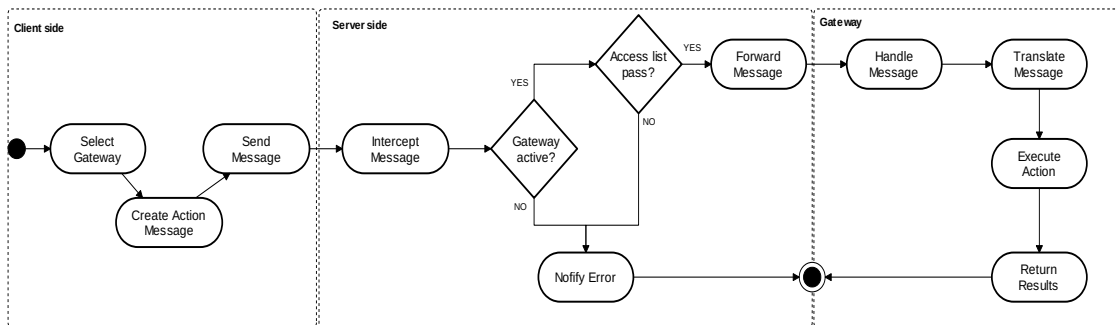 Client side
Select
Gateway
Create Action
Message
Send
Message
Server side
Intercept
Message
Gateway
active?
YES
NO
Access list
pass?
YES
NO
Forward
Message
Nofify Error
Gateway
Handle
Message
Translate
Message
Execute
Action
Return
Results